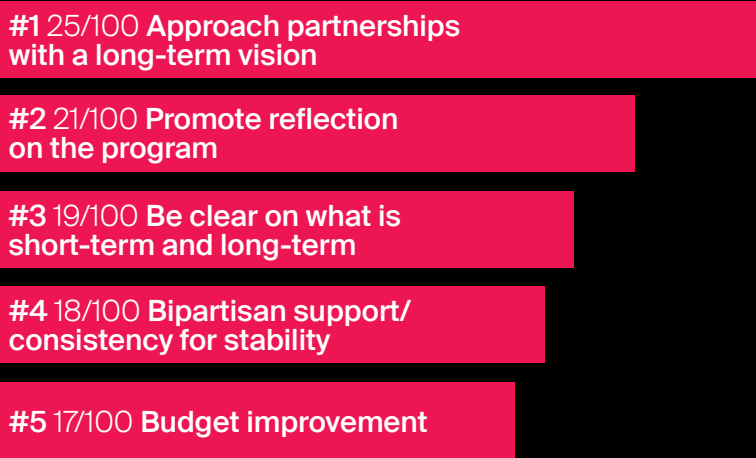 #1 25/100 Approach partnerships
with a long-term vision
#2 21/100 Promote reflection
on the program
#3 19/100 Be clear on what is
short-term and long-term
#4 18/100 Bipartisan support/
consistency for stability
#5 17/100 Budget improvement